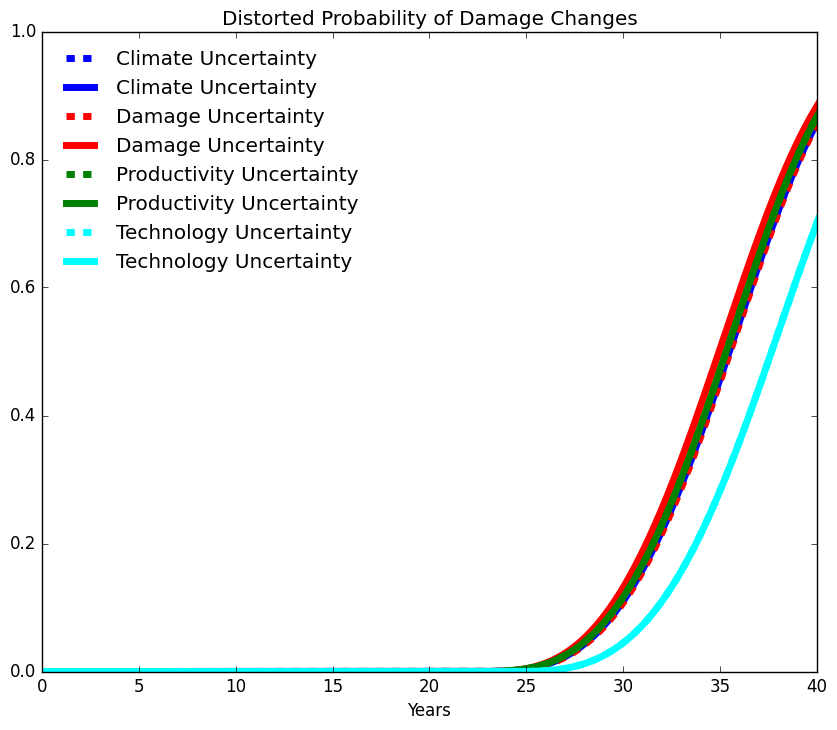 Distorted Probability of Damage Changes
1.0
0.8
0.6
0.4
0.2
0.0
Climate Uncertainty
Climate Uncertainty
Damage Uncertainty
Damage Uncertainty
Productivity Uncertainty
Productivity Uncertainty
Technology Uncertainty
Technology Uncertainty
0 5 10 15 20 25 30 35 40
Years